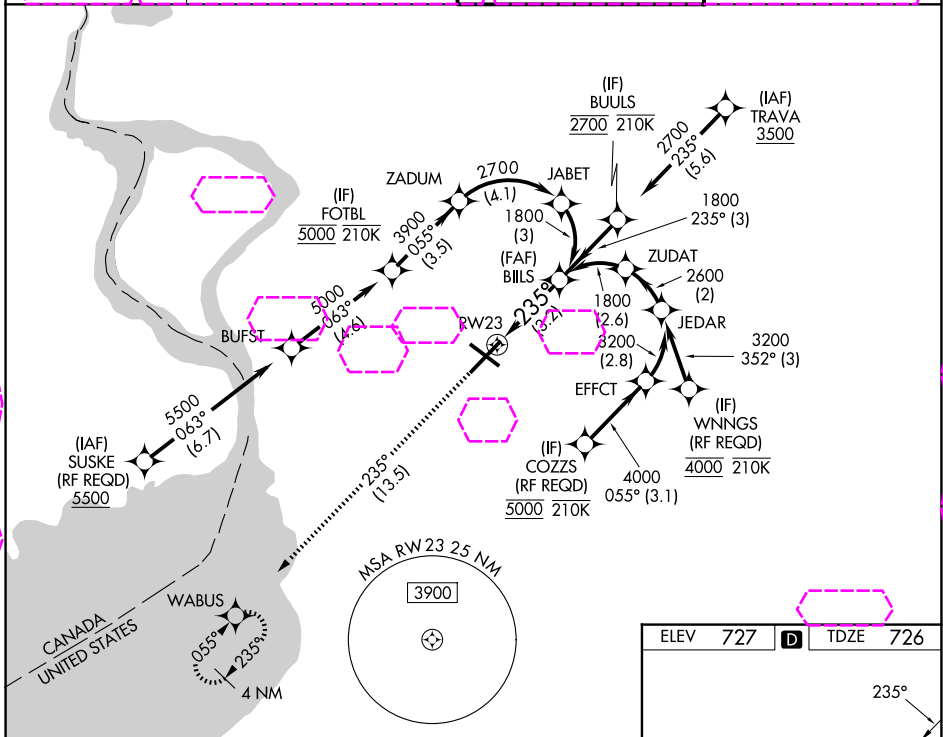 (IF)
BUULS
2700 210K
(IAF)
TRAVA
3500
2700
235°
(5.6)
ZADUM
2700
(4.1)
JABET
(IF)
FOTBL
5000 210K
3900
055°
(3.5)
1800
(3)
1800
235° (3)
(FAF)
BIILS
ZUDAT
2600
(2)
5000
063°
(4.6)
BUFST
235°
(3.2)
RW23
1800
(2.6)
JEDAR
3200
(2.8)
3200
352° (3)
EFFCT
5500
063°
(6.7)
(IAF)
SUSKE
(RF REQD)
5500
(IF)
WNNGS
(RF REQD)
4000 210K
(IF)
COZZS
(RF REQD)
5000 210K
4000
055° (3.1)
235°
(13.5)
MSA RW23 25 NM
3900
WABUS
055°
235°
4 NM
CANADA
UNITED STATES
ELEV 727 D TDZE 726
235°